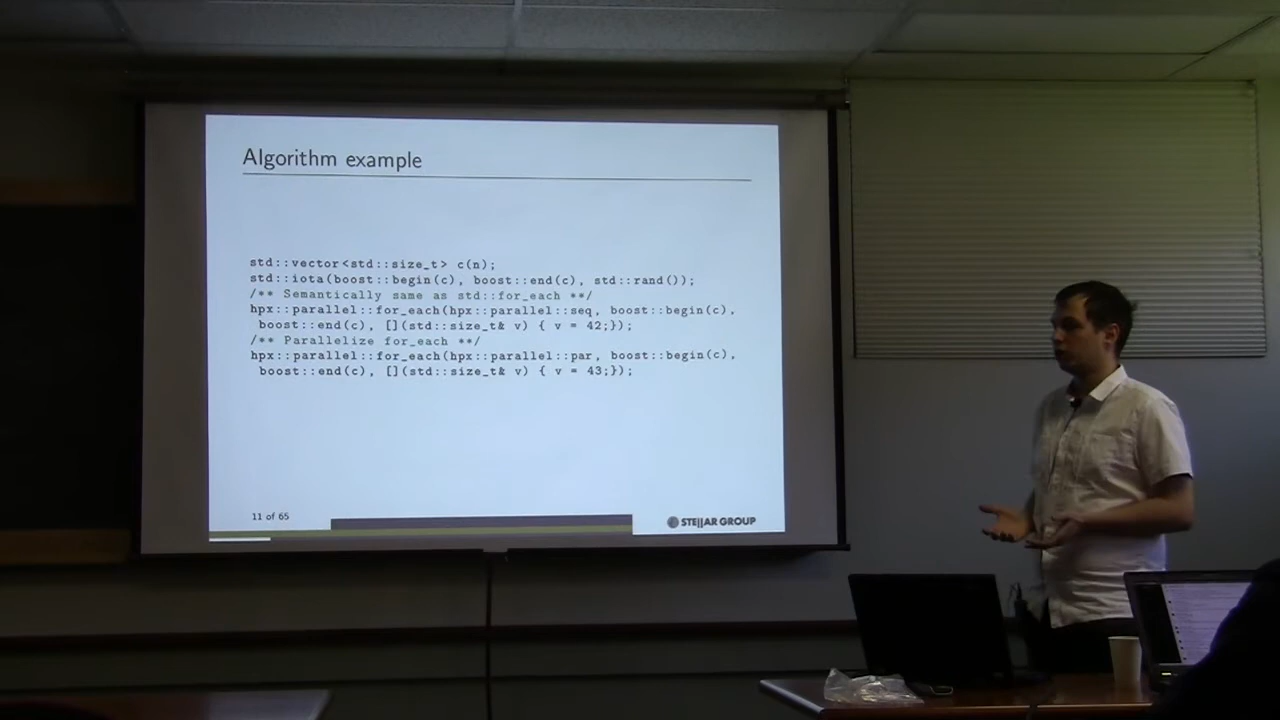 Algorithm example
std::vector<std::size_t> c(n);
std::iota(boost::begin(c), boost::end(c), std::rand());
/** Semantically same as std::for_each **/
hpx::parallel::for_each(hpx::parallel::seq, boost::begin(c),
boost::end(c), [](std::size_t& v) { v = 42;});
/** Parallelize for_each **/
hpx::parallel::for_each(hpx::parallel::par, boost::begin(c),
boost::end(c), [](std::size_t& v) { v = 43;});
11 of 65
STE||AR GROUP